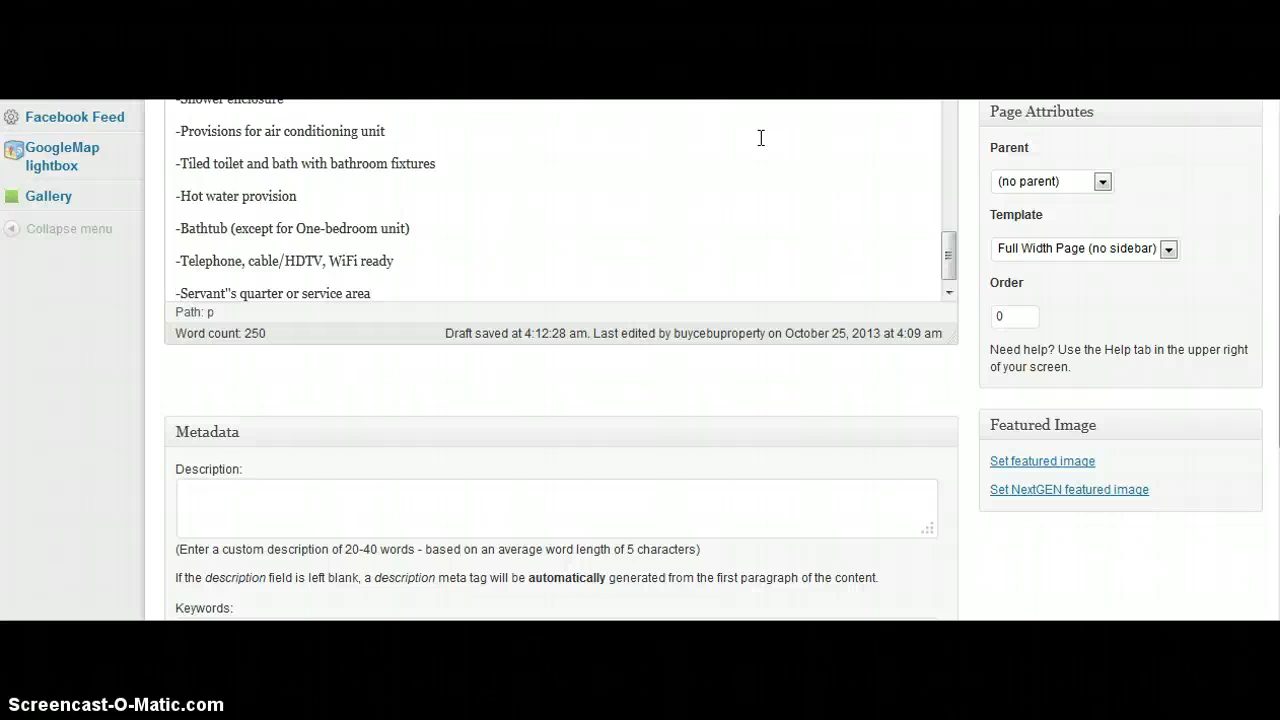 Facebook Feed
GoogleMap
lightbox
Gallery
Collapse menu
-Shower enclosure
-Provisions for air conditioning unit
-Tiled toilet and bath with bathroom fixtures
-Hot water provision
-Bathtub (except for One-bedroom unit)
-Telephone, cable/HDTV, WiFi ready
-Servant"s quarter or service area
Path: p
Word count: 250
Draft saved at 4:12:28 am. Last edited by buycebuproperty on October 25, 2013 at 4:09 am
Metadata
Description:
(Enter a custom description of 20-40 words - based on an average word length of 5 characters)
If the description field is left blank, a description meta tag will be automatically generated from the first paragraph of the content.
Keywords:
Page Attributes
Parent
(no parent)
Template
Full Width Page (no sidebar)
Order
0
Need help? Use the Help tab in the upper right
of your screen.
Featured Image
Set featured image
Set NextGEN featured image
Screencast-O-Matic.com